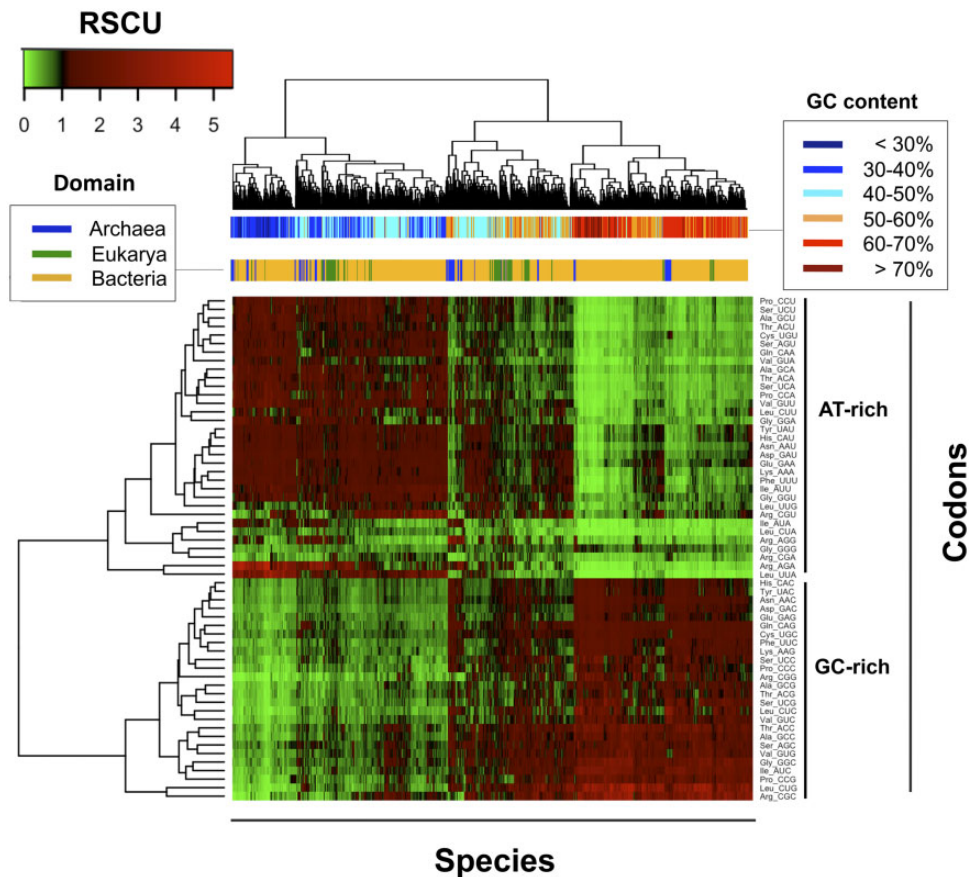 RSCU
0 1 2 3 4 5
Domain
Archaea
Eukarya
Bacteria
GC content
< 30%
30-40%
40-50%
50-60%
60-70%
> 70%
Pro_CCU
Ser_UCU
Ala_GCU
Thr_ACU
Cys_UGU
Ser_AGU
Gln_CAA
Val_GUA
Ala_GCA
Thr_ACA
Ser_UCA
Pro_CCA
Val_GUU
Leu_CUU
Gly_GGA
Tyr_UAU
His_CAU
Asn_AAU
Asp_GAU
Glu_GAA
Lys_AAA
Phe_UUU
Ile_AUU
Gly_GGU
Leu_UUG
Arg_CGU
Ile_AUA
Leu_CUA
Arg_AGG
Gly_GGG
Arg_CGA
Arg_AGA
Leu_UUA
His_CAC
Tyr_UAC
Asn_AAC
Asp_GAC
Glu_GAG
Gln_CAG
Cys_UGC
Phe_UUC
Lys_AAG
Ser_UCC
Pro_CCC
Arg_CGG
Ala_GCG
Thr_ACG
Ser_UCG
Leu_CUC
Val_GUC
Thr_ACC
Ala_GCC
Ser_AGC
Val_GUG
Gly_GGC
Ile_AUC
Pro_CCG
Leu_CUG
Arg_CGC
AT-rich
GC-rich
Codons
Species